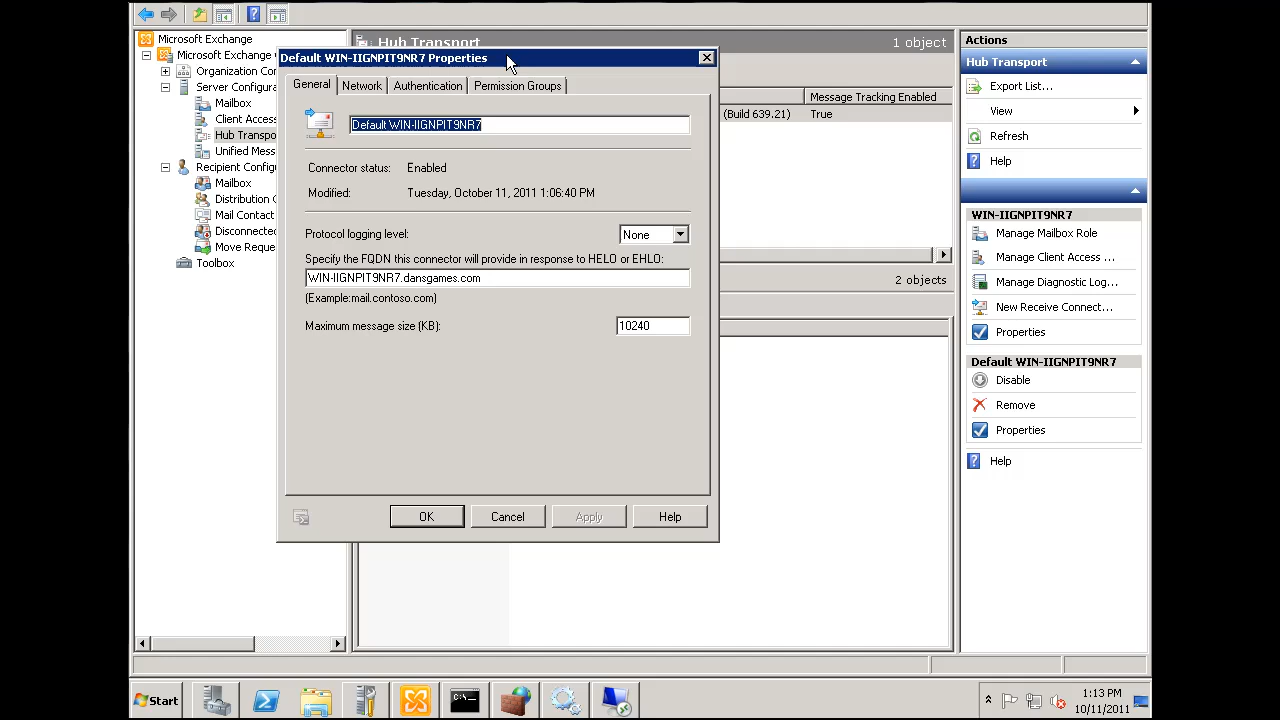 Microsoft Exchange
Microsoft Exchange
Organization Cor
Server Configura
Mailbox
Client Access
Hub Transpo
Unified Mess
Recipient Config
Mailbox
Distribution G
Mail Contact
Disconnected
Move Reque
Toolbox
Hub Transport
1 object
Message Tracking Enabled
(Build 639.21)
True
2 objects
Default WIN-IIGNPIT9NR7 Properties
General
Network
Authentication
Permission Groups
Default WIN-IIGNPIT9NR7
Connector status: Enabled
Modified: Tuesday, October 11, 2011 1:06:40 PM
Protocol logging level: None
Specify the FQDN this connector will provide in response to HELO or EHLO:
WIN-IIGNPIT9NR7.dansgames.com
(Example:mail.contoso.com)
Maximum message size (KB): 10240
OK
Cancel
Apply
Help
Actions
Hub Transport
Export List...
View
Refresh
Help
WIN-IIGNPIT9NR7
Manage Mailbox Role
Manage Client Access ...
Manage Diagnostic Log...
New Receive Connect...
Properties
Default WIN-IIGNPIT9NR7
Disable
Remove
Properties
Help
Start
1:13 PM
10/11/2011